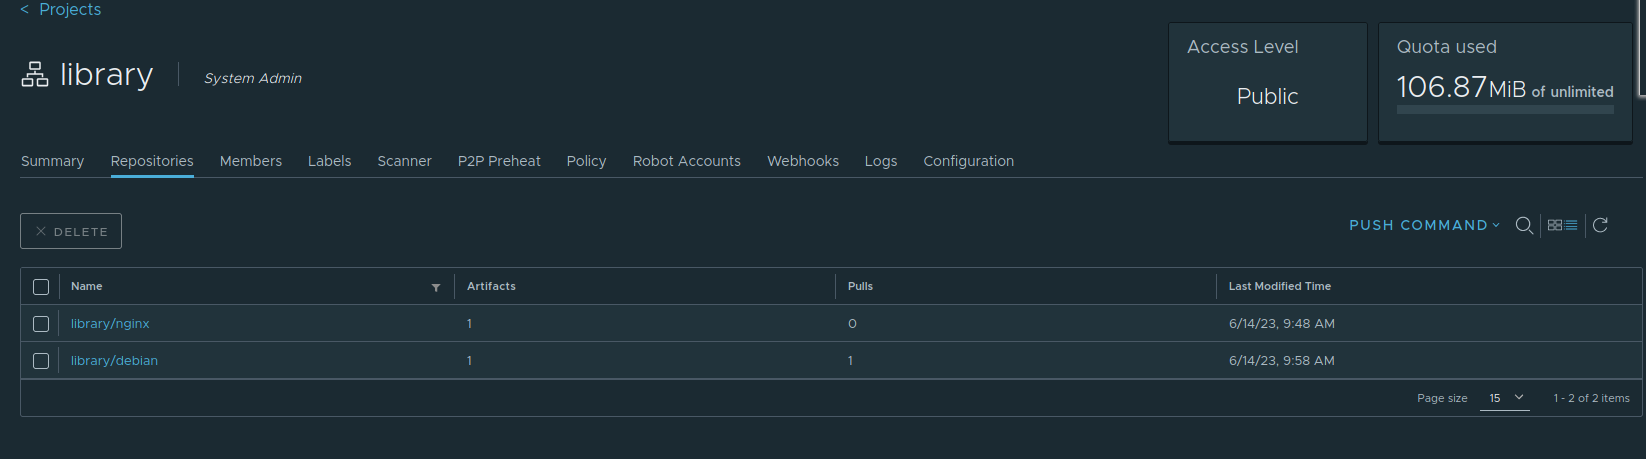 < Projects
library
System Admin
Access Level
Public
Quota used
106.87MiB of unlimited
Summary Repositories Members Labels Scanner P2P Preheat Policy Robot Accounts Webhooks Logs Configuration
DELETE
PUSH COMMAND
Name Artifacts Pulls Last Modified Time
library/nginx 1 0 6/14/23, 9:48 AM
library/debian 1 1 6/14/23, 9:58 AM
Page size 15 1 - 2 of 2 items